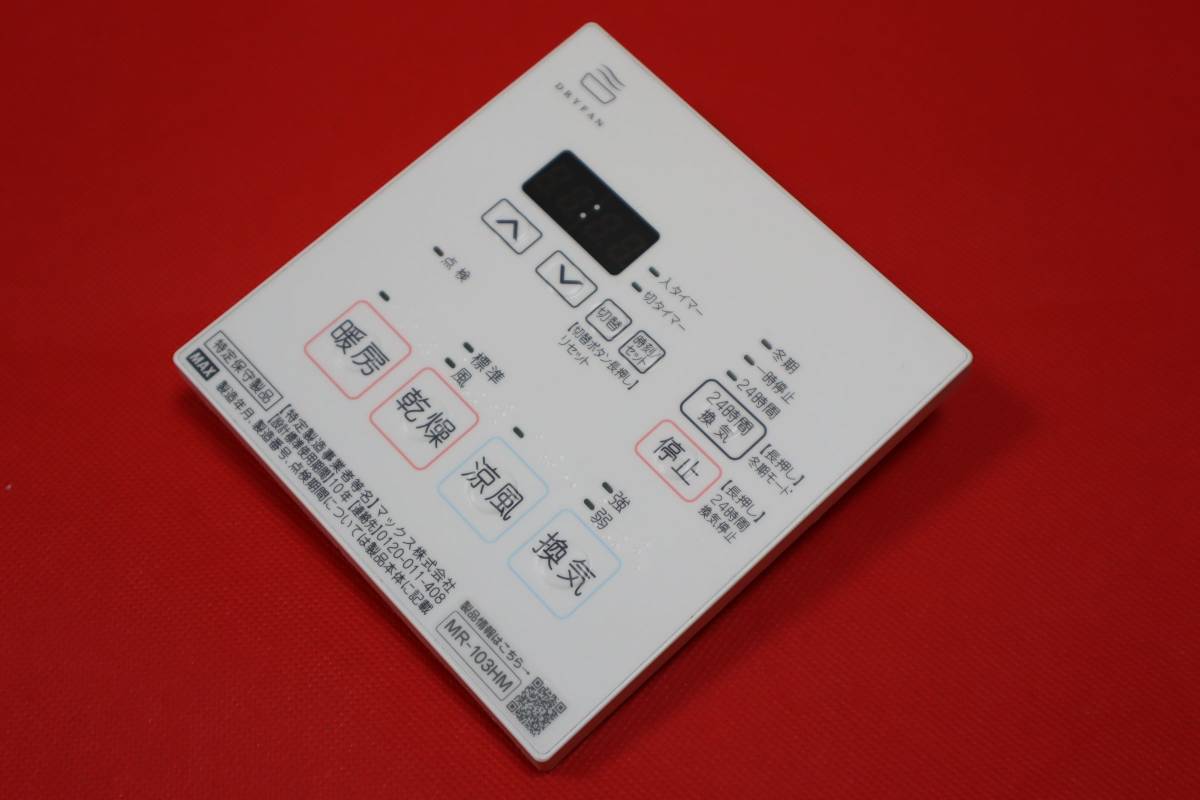 DRYFAN
入タイマー
切タイマー
切替
時刻/
セット
【切替ボタン長押し】
リセット
点検
冬期
一時停止
24時間
24時間
換気
【長押し】
冬期モード
停止
【長押し】
24時間
換気停止
暖房
標準
風
乾燥
涼風
強
弱
換気
特定保守製品
MAX
【特定製造事業者等名】マックス株式会社
【設計標準使用期間】10年【連絡先】0120-011-408
製造年月、製造番号、点検期間については製品本体に記載
製品情報はこちら→
MR-103HM